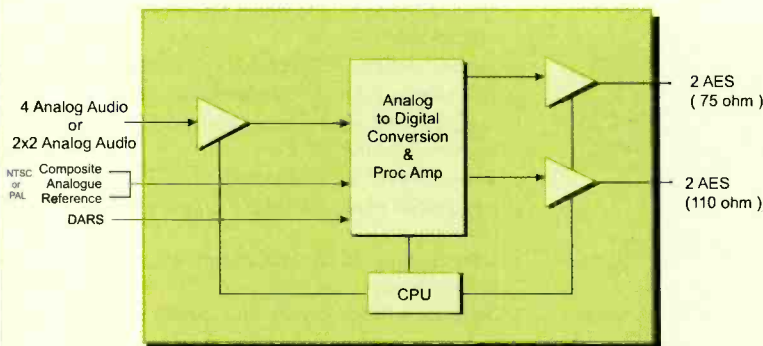 4 Analog Audio
or
2x2 Analog Audio
NTSC
or
PAL
Composite
Analogue
Reference
DARS
Analog
to Digital
Conversion
&
Proc Amp
CPU
2 AES
( 75 ohm )
2 AES
(110 ohm )